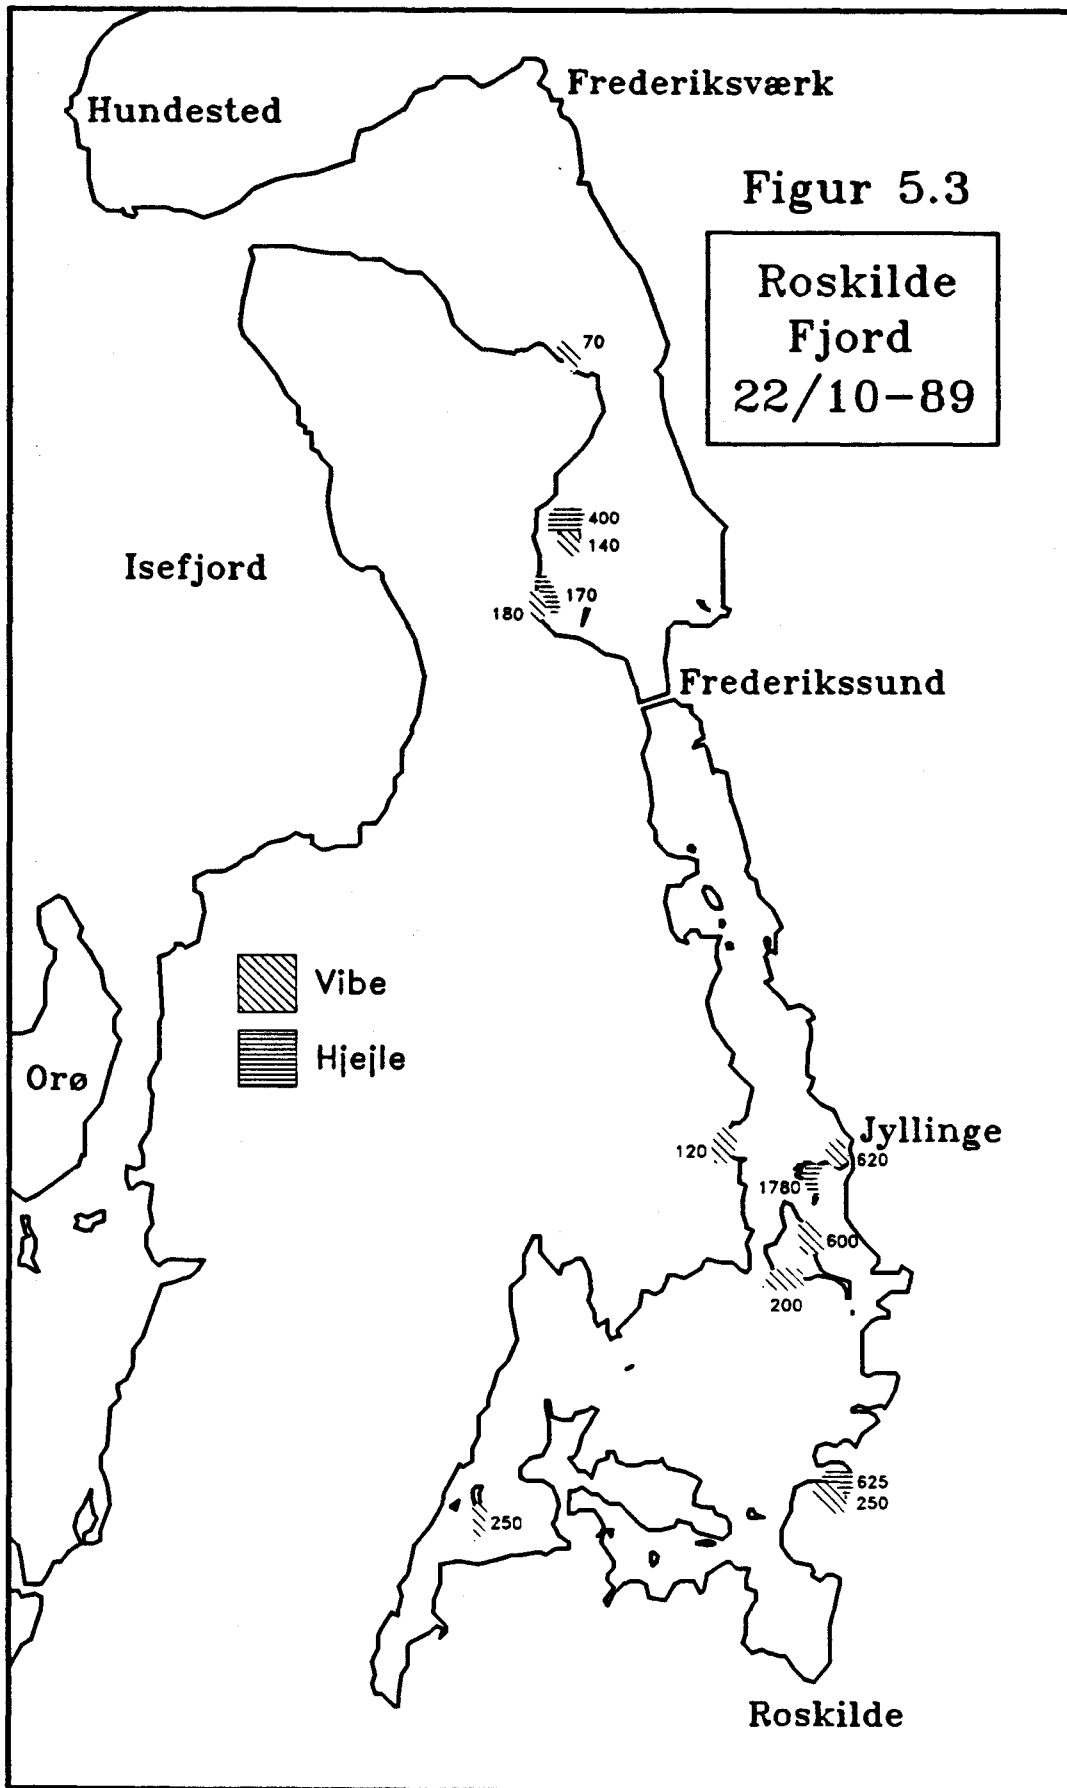 Hundested
Frederiksværk
Figur 5.3
Roskilde
Fjord
22/10-89
70
400
140
Isefjord
170
180
Frederikssund
Vibe
Hjejle
Orø
Jyllinge
120
620
1780
600
200
625
250
250
Roskilde